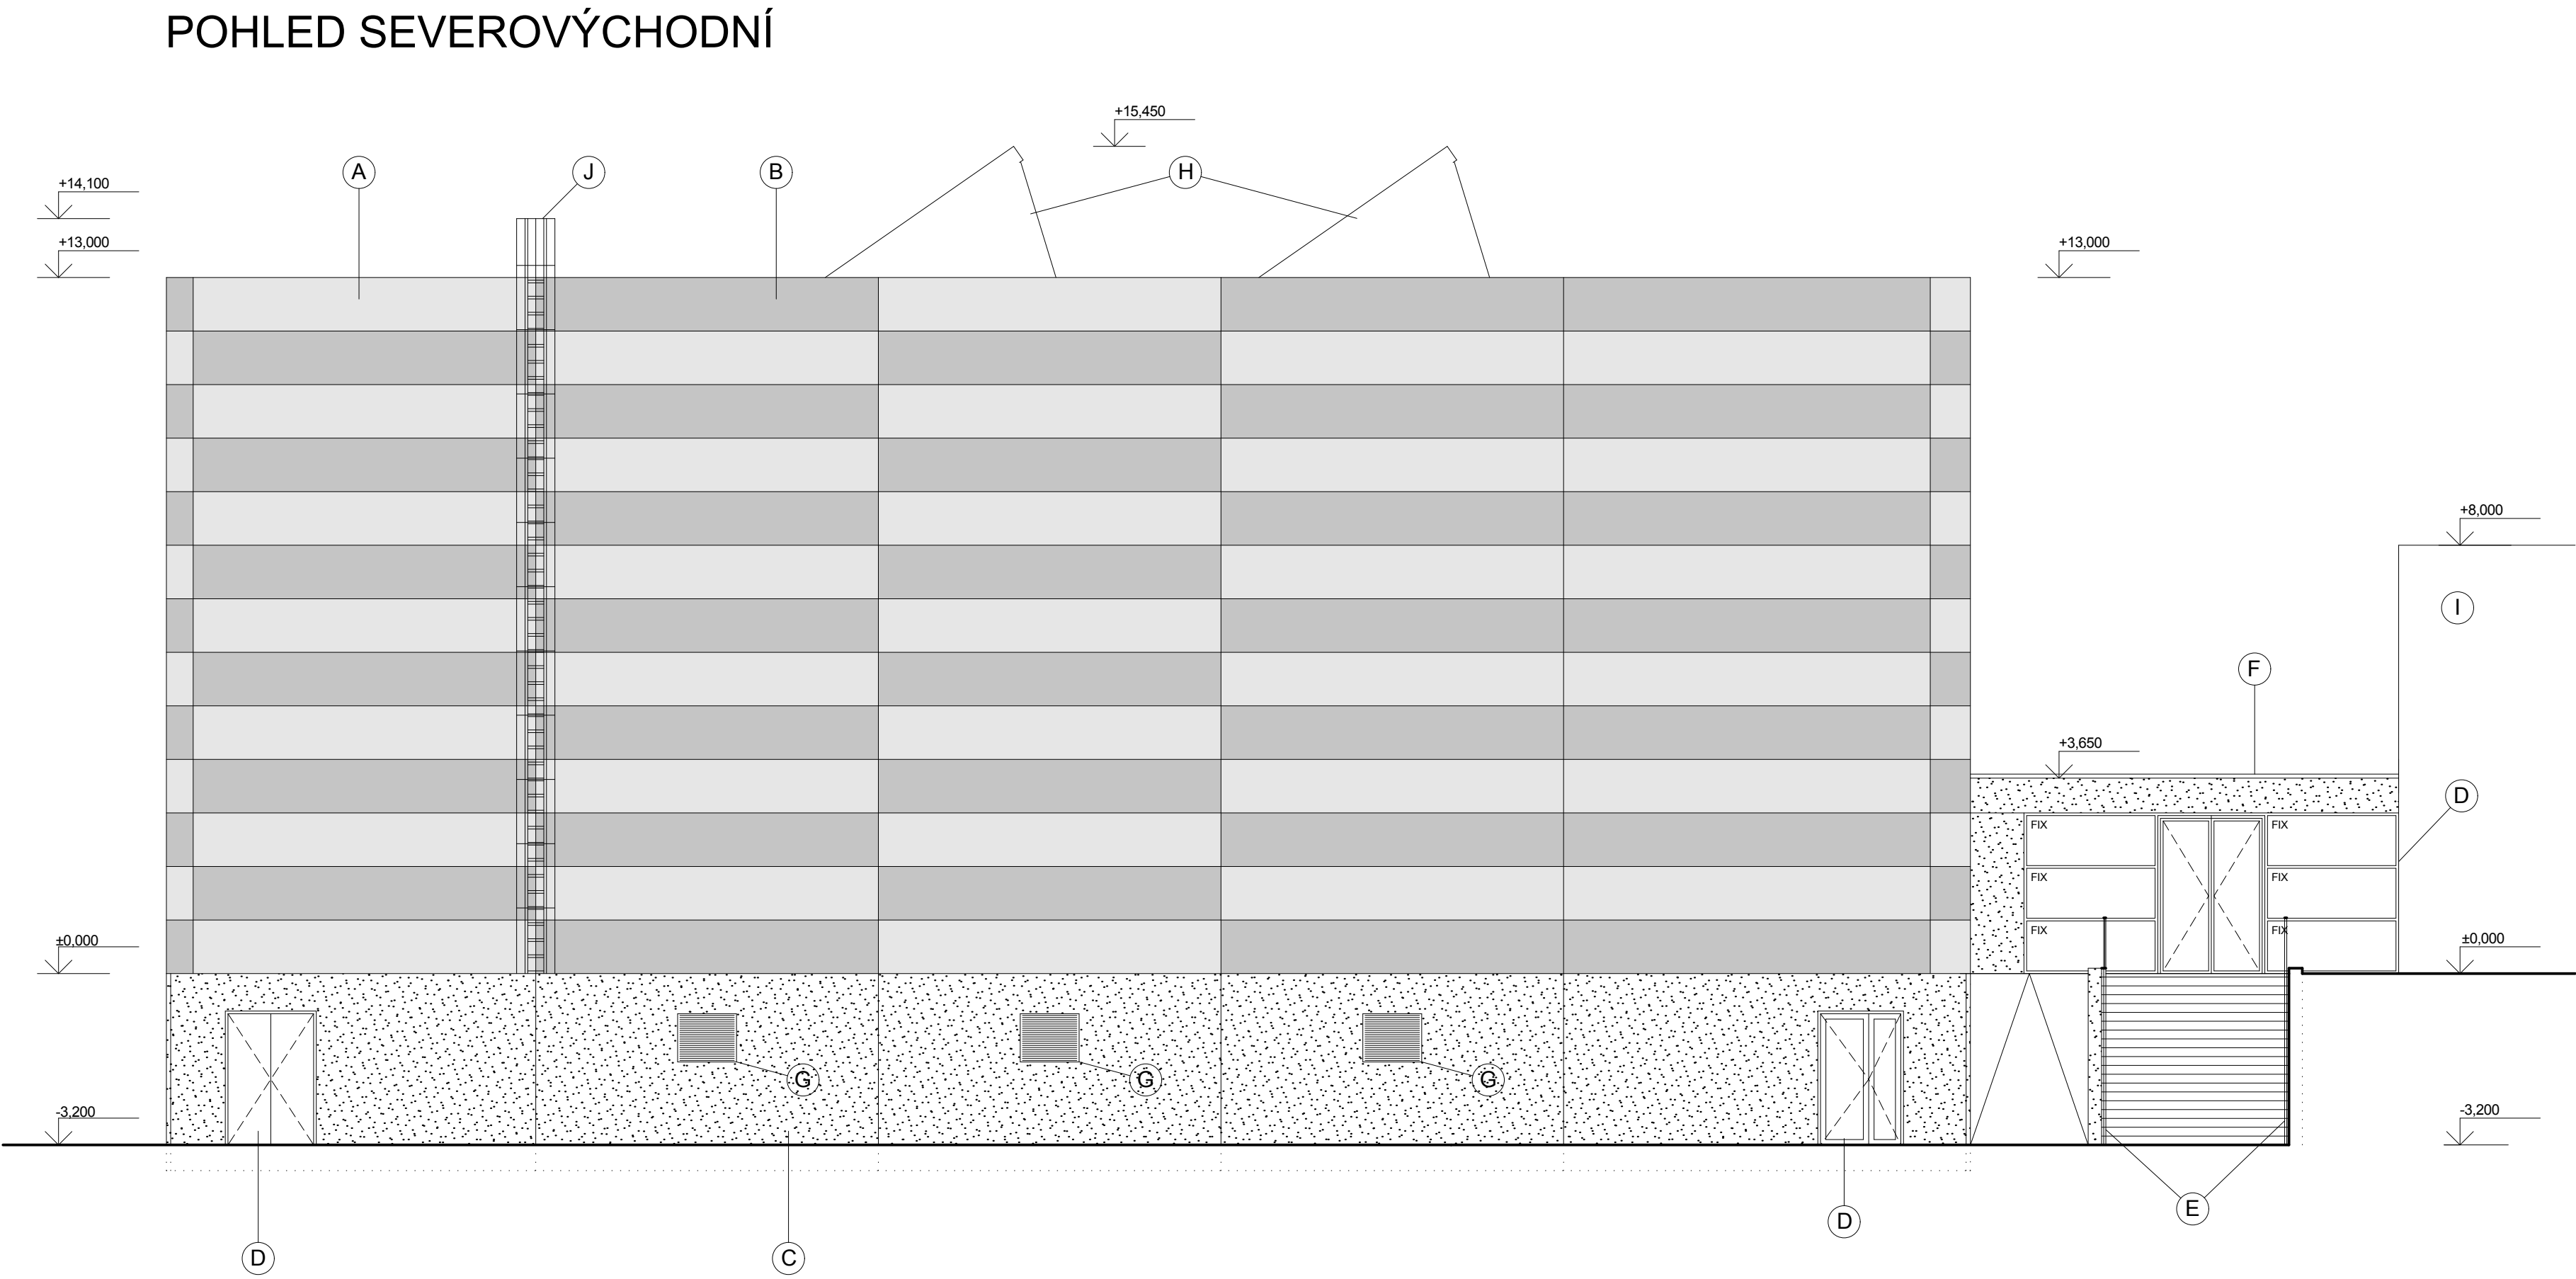 POHLED SEVEROVÝCHODNÍ
+15,450
A
J
B
H
+14,100
+13,000
+13,000
+8,000
I
F
+3,650
D
FIX
FIX
FIX
FIX
FIX
FIX
±0,000
±0,000
G
G
G
-3,200
-3,200
E
D
D
C